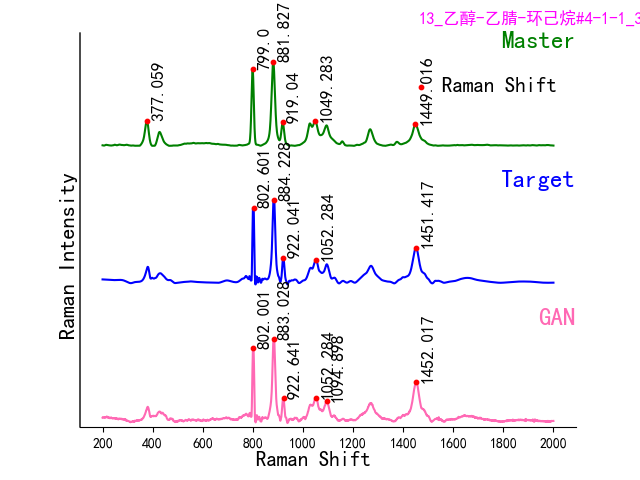 13_乙醇-乙腈-环己烷#4-1-1_3
Master
Raman Shift
377.059
799.0
881.827
919.04
1049.283
1449.016
Target
802.601
884.228
922.041
1052.284
1451.417
GAN
802.001
883.028
922.641
1052.284
1094.898
1452.017
Raman Intensity
200 400 600 800 1000 1200 1400 1600 1800 2000
Raman Shift